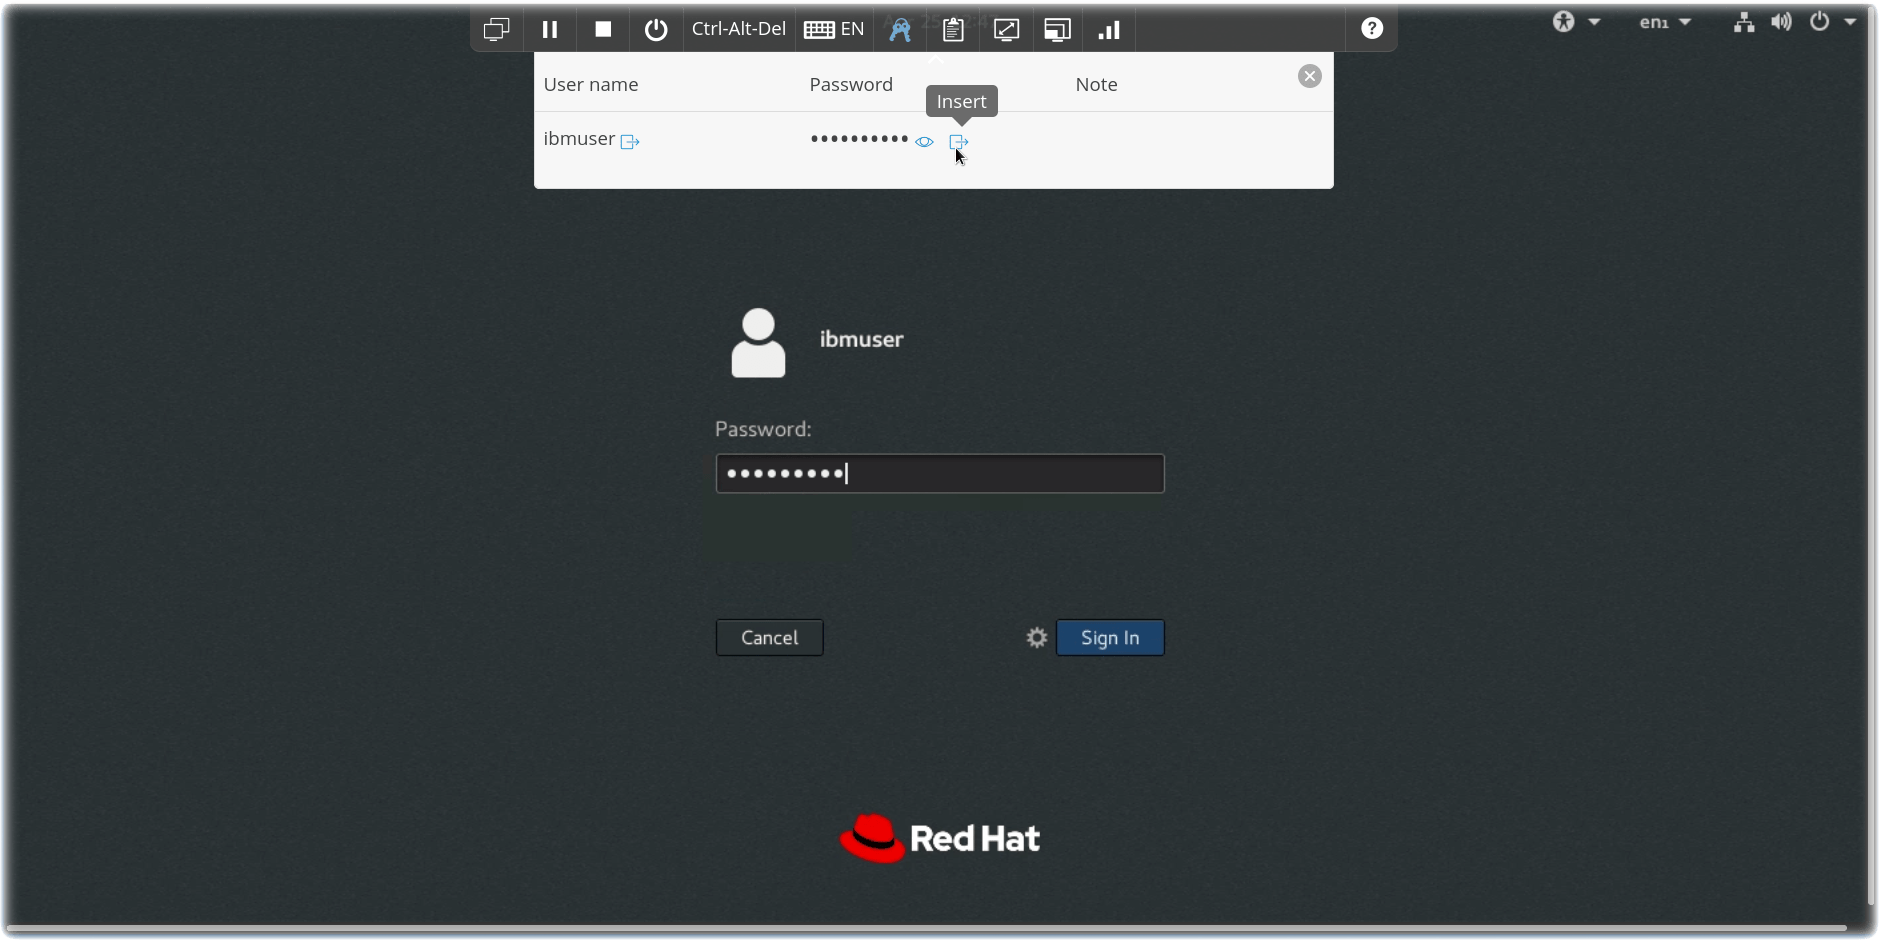 Ctrl-Alt-Del EN
en₁
User name Password Note
Insert
ibmuser ••••••••••
ibmuser
Password:
•••••••••
Cancel Sign In
Red Hat